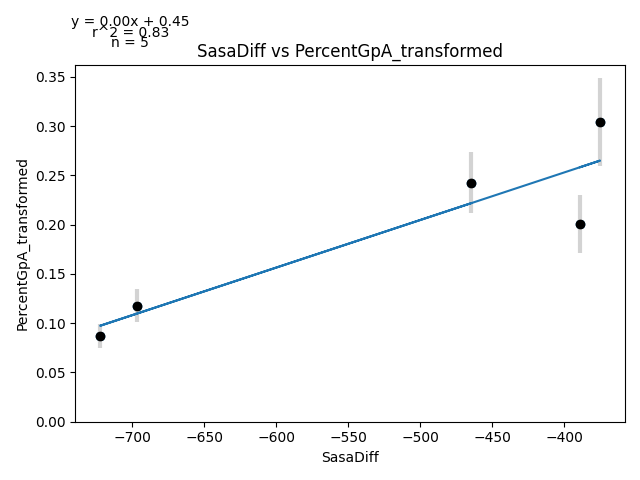 y = 0.00x + 0.45
r^2 = 0.83
n = 5
SasaDiff vs PercentGpA_transformed
0.35
0.30
0.25
0.20
0.15
0.10
0.05
0.00
PercentGpA_transformed
−700
−650
−600
−550
−500
−450
−400
SasaDiff